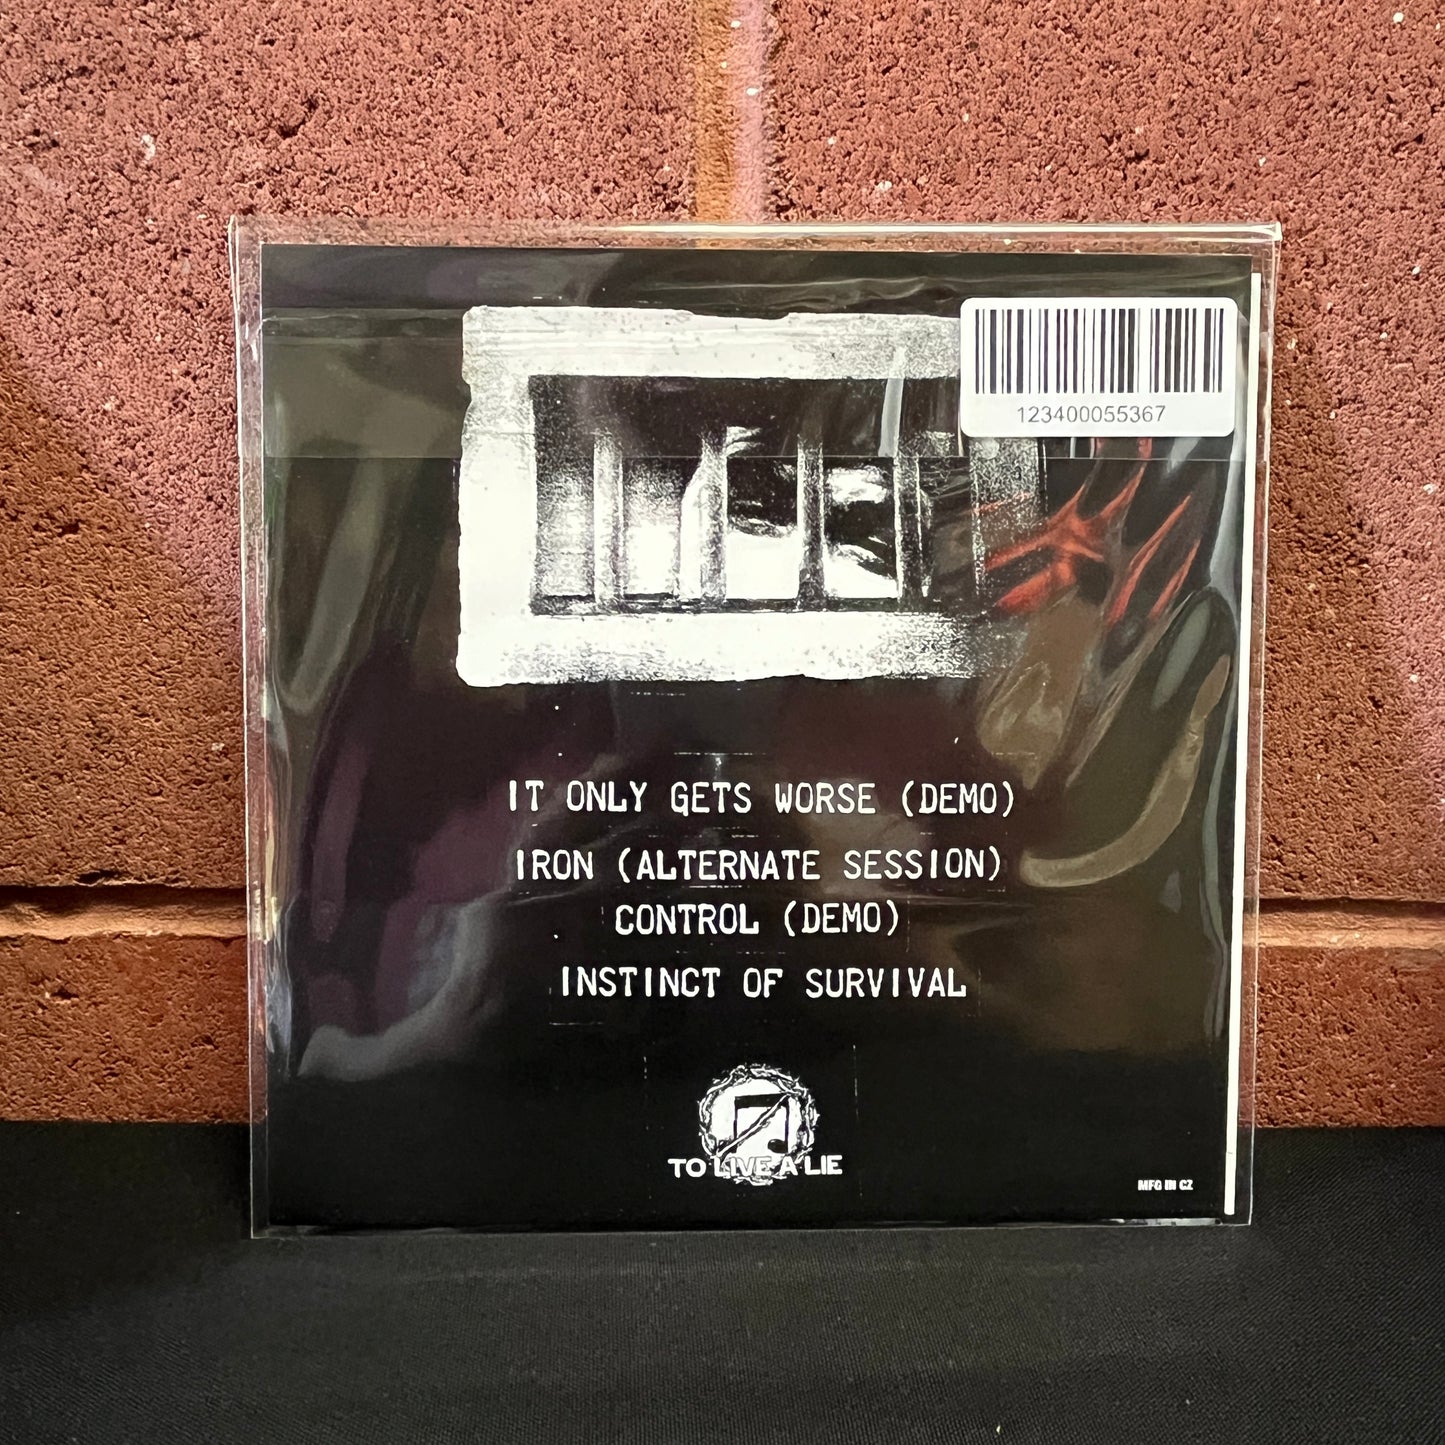 123400055367
IT ONLY GETS WORSE (DEMO)
IRON (ALTERNATE SESSION)
CONTROL (DEMO)
INSTINCT OF SURVIVAL
TO LIVE A LIE
MFG IN CZ